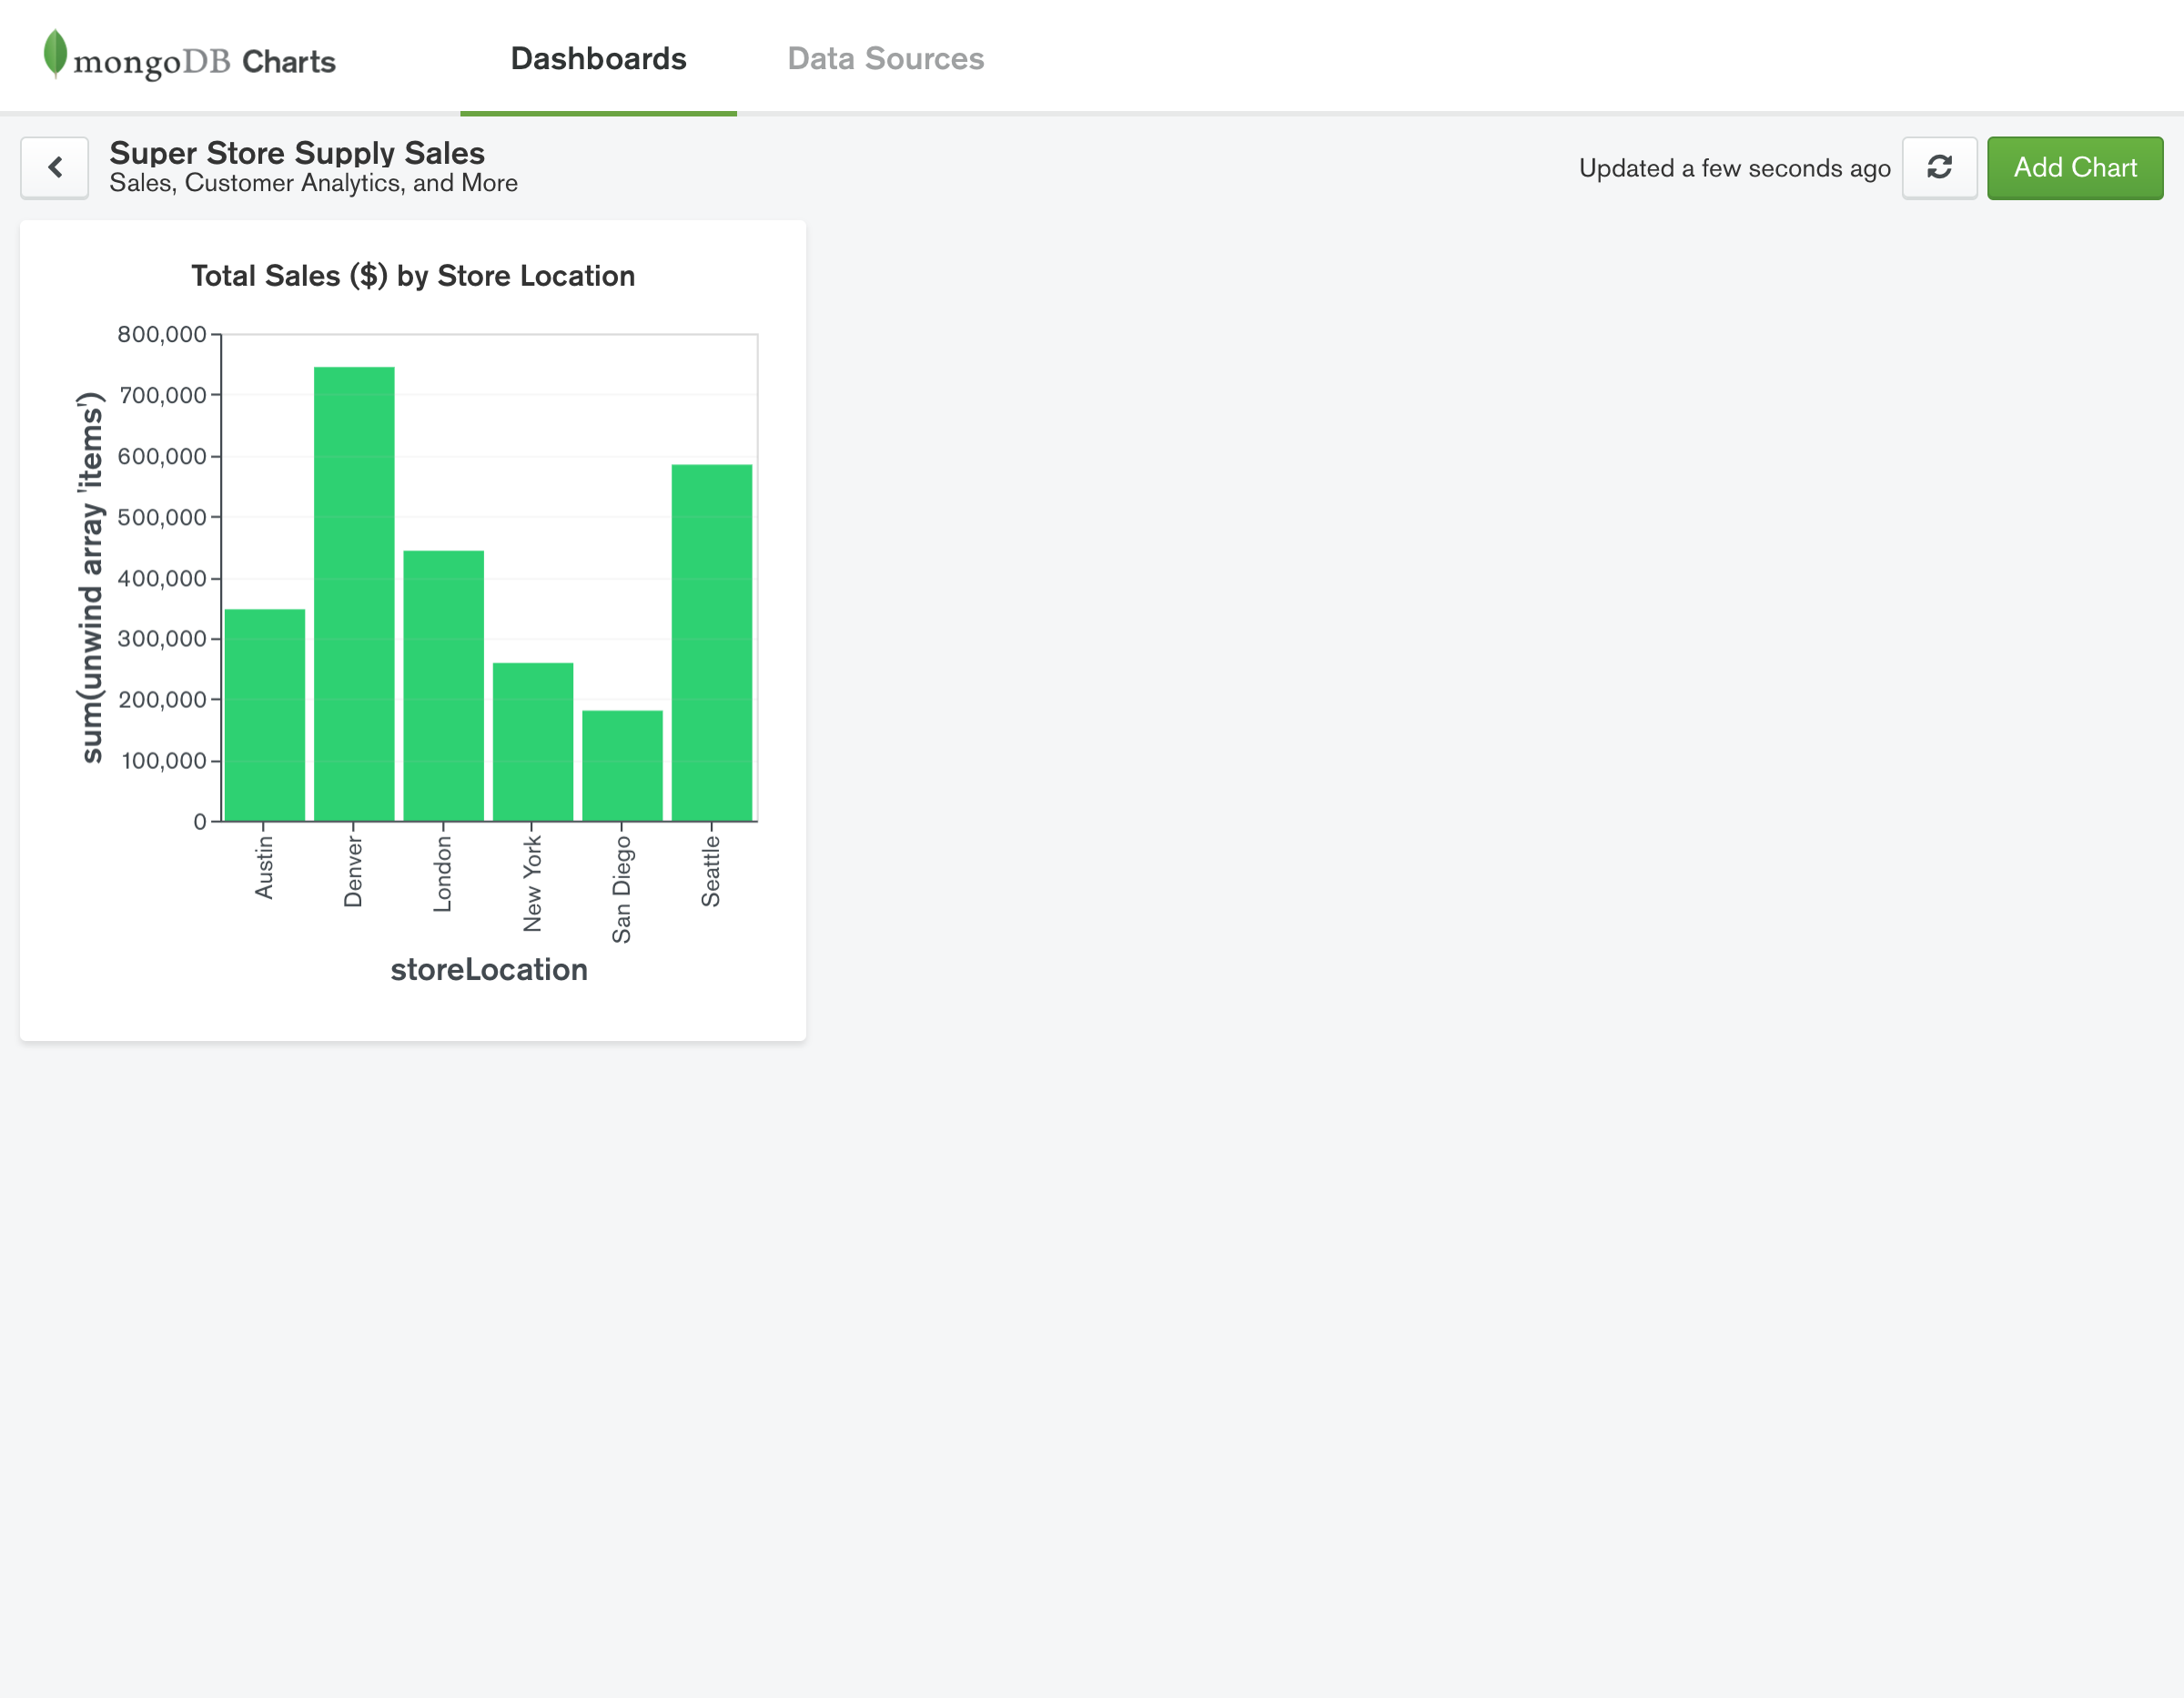 mongoDB Charts
Dashboards
Data Sources
Super Store Supply Sales
Sales, Customer Analytics, and More
Updated a few seconds ago
Add Chart
Total Sales ($) by Store Location
sum(unwind array 'items')
800,000
700,000
600,000
500,000
400,000
300,000
200,000
100,000
0
Austin
Denver
London
New York
San Diego
Seattle
storeLocation